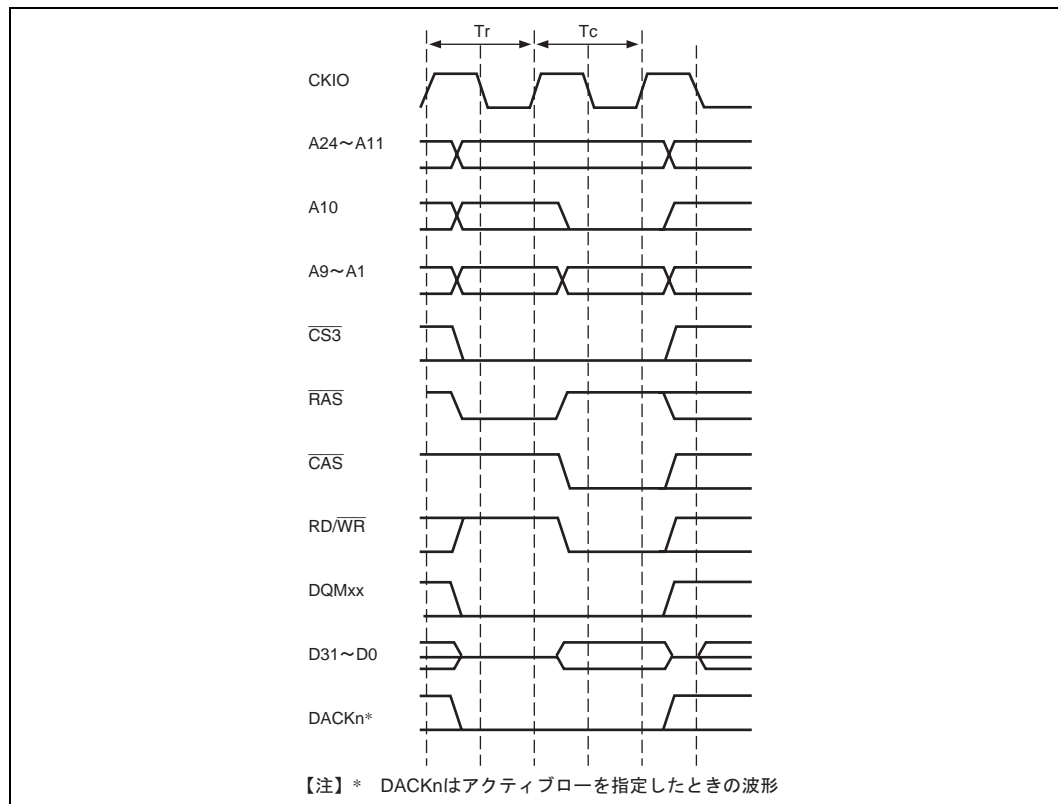 Tr Tc
CKIO
A24～A11
A10
A9～A1
CS3
RAS
CAS
RD/WR
DQMxx
D31～D0
DACKn*
【注】* DACKnはアクティブローを指定したときの波形